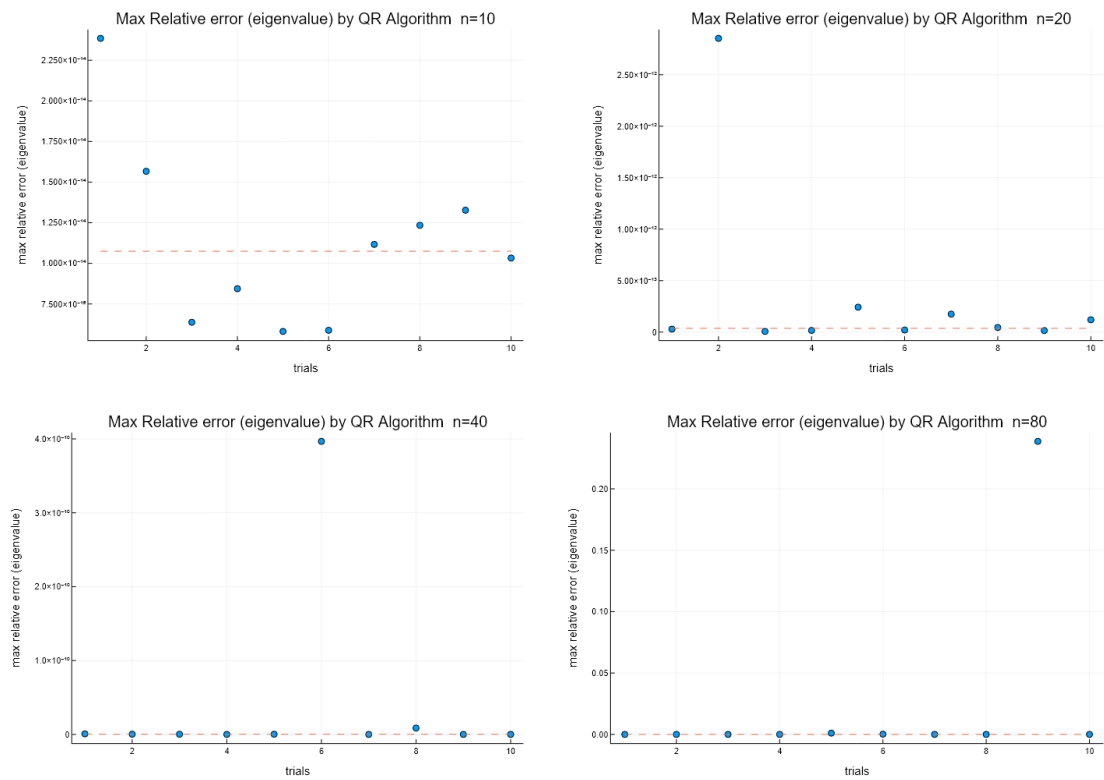 Max Relative error (eigenvalue) by QR Algorithm  n=10
max relative error (eigenvalue)
2.250×10⁻¹⁴
2.000×10⁻¹⁴
1.750×10⁻¹⁴
1.500×10⁻¹⁴
1.250×10⁻¹⁴
1.000×10⁻¹⁴
7.500×10⁻¹⁵
2 4 6 8 10
trials
Max Relative error (eigenvalue) by QR Algorithm  n=20
max relative error (eigenvalue)
2.50×10⁻¹²
2.00×10⁻¹²
1.50×10⁻¹²
1.00×10⁻¹²
5.00×10⁻¹³
0
2 4 6 8 10
trials
Max Relative error (eigenvalue) by QR Algorithm  n=40
max relative error (eigenvalue)
4.0×10⁻¹⁰
3.0×10⁻¹⁰
2.0×10⁻¹⁰
1.0×10⁻¹⁰
0
2 4 6 8 10
trials
Max Relative error (eigenvalue) by QR Algorithm  n=80
max relative error (eigenvalue)
0.20
0.15
0.10
0.05
0.00
2 4 6 8 10
trials